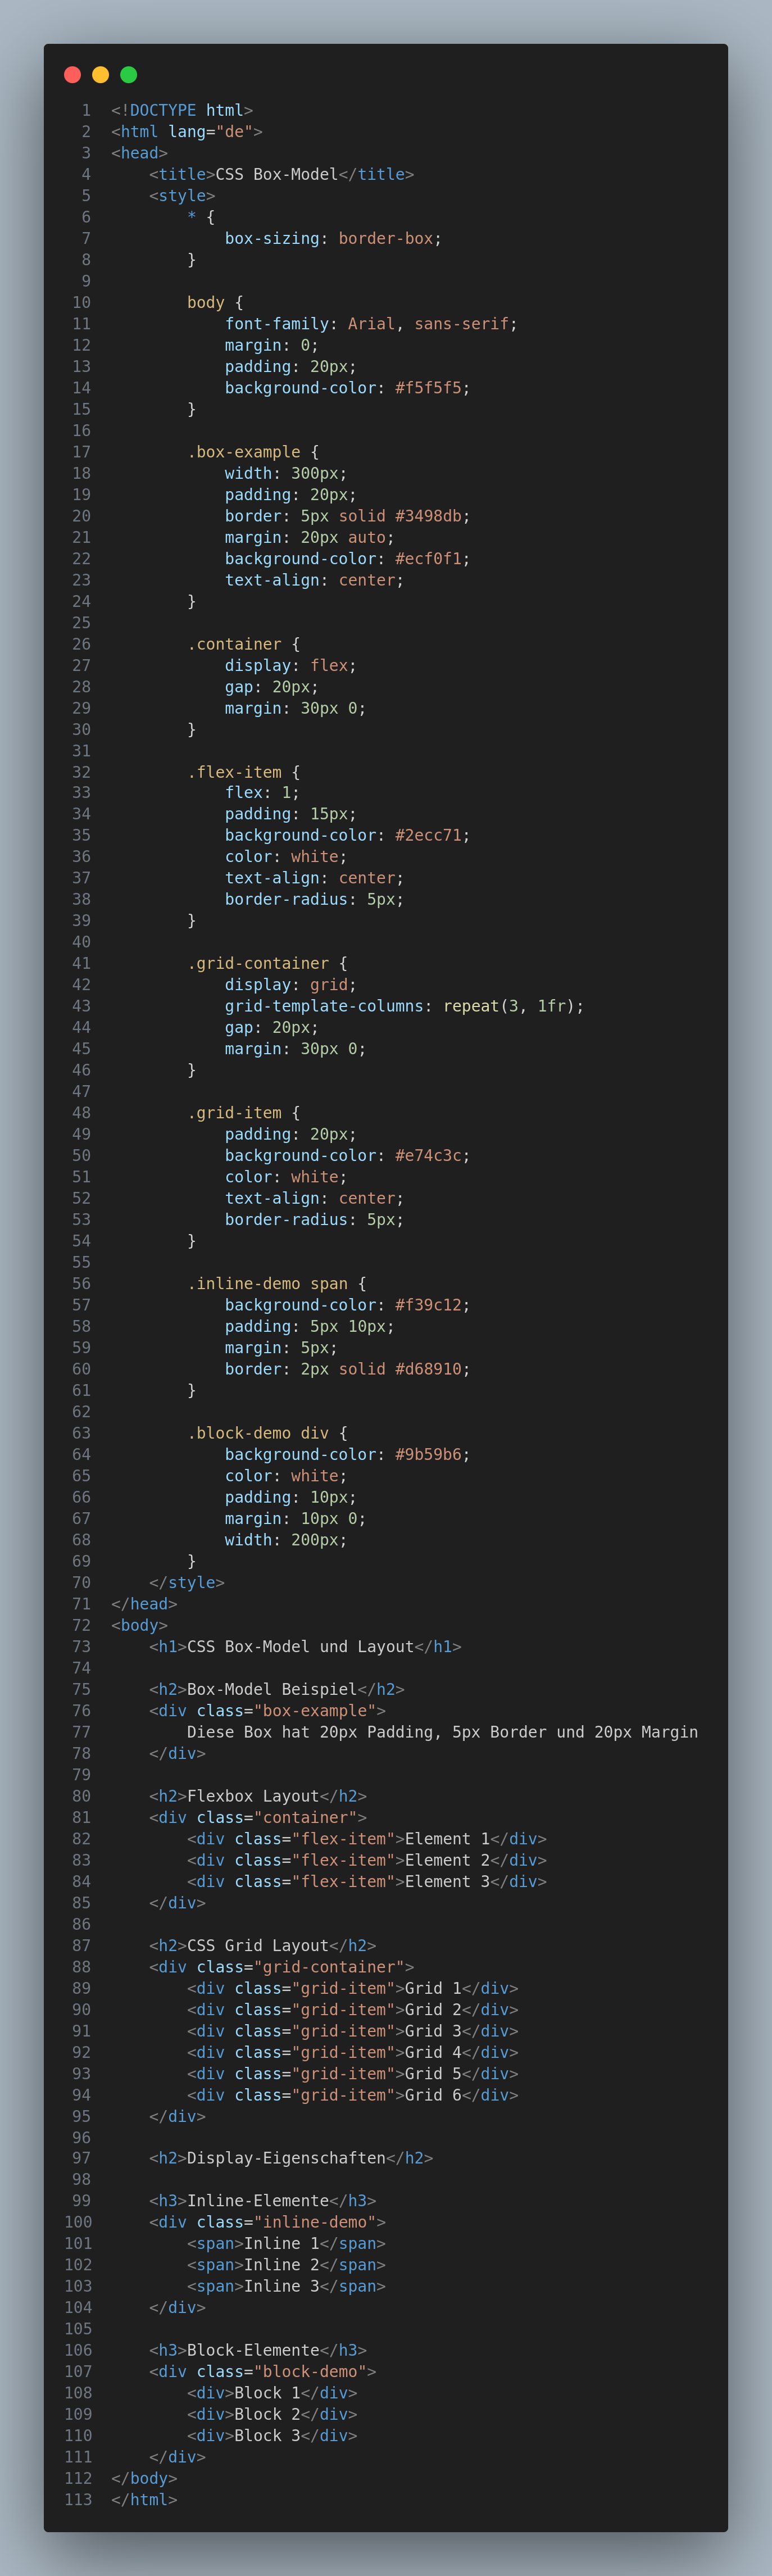 1 <!DOCTYPE html>
2 <html lang="de">
3 <head>
4     <title>CSS Box-Model</title>
5     <style>
6         * {
7             box-sizing: border-box;
8         }
9
10         body {
11             font-family: Arial, sans-serif;
12             margin: 0;
13             padding: 20px;
14             background-color: #f5f5f5;
15         }
16
17         .box-example {
18             width: 300px;
19             padding: 20px;
20             border: 5px solid #3498db;
21             margin: 20px auto;
22             background-color: #ecf0f1;
23             text-align: center;
24         }
25
26         .container {
27             display: flex;
28             gap: 20px;
29             margin: 30px 0;
30         }
31
32         .flex-item {
33             flex: 1;
34             padding: 15px;
35             background-color: #2ecc71;
36             color: white;
37             text-align: center;
38             border-radius: 5px;
39         }
40
41         .grid-container {
42             display: grid;
43             grid-template-columns: repeat(3, 1fr);
44             gap: 20px;
45             margin: 30px 0;
46         }
47
48         .grid-item {
49             padding: 20px;
50             background-color: #e74c3c;
51             color: white;
52             text-align: center;
53             border-radius: 5px;
54         }
55
56         .inline-demo span {
57             background-color: #f39c12;
58             padding: 5px 10px;
59             margin: 5px;
60             border: 2px solid #d68910;
61         }
62
63         .block-demo div {
64             background-color: #9b59b6;
65             color: white;
66             padding: 10px;
67             margin: 10px 0;
68             width: 200px;
69         }
70     </style>
71 </head>
72 <body>
73     <h1>CSS Box-Model und Layout</h1>
74
75     <h2>Box-Model Beispiel</h2>
76     <div class="box-example">
77         Diese Box hat 20px Padding, 5px Border und 20px Margin
78     </div>
79
80     <h2>Flexbox Layout</h2>
81     <div class="container">
82         <div class="flex-item">Element 1</div>
83         <div class="flex-item">Element 2</div>
84         <div class="flex-item">Element 3</div>
85     </div>
86
87     <h2>CSS Grid Layout</h2>
88     <div class="grid-container">
89         <div class="grid-item">Grid 1</div>
90         <div class="grid-item">Grid 2</div>
91         <div class="grid-item">Grid 3</div>
92         <div class="grid-item">Grid 4</div>
93         <div class="grid-item">Grid 5</div>
94         <div class="grid-item">Grid 6</div>
95     </div>
96
97     <h2>Display-Eigenschaften</h2>
98
99     <h3>Inline-Elemente</h3>
100     <div class="inline-demo">
101         <span>Inline 1</span>
102         <span>Inline 2</span>
103         <span>Inline 3</span>
104     </div>
105
106     <h3>Block-Elemente</h3>
107     <div class="block-demo">
108         <div>Block 1</div>
109         <div>Block 2</div>
110         <div>Block 3</div>
111     </div>
112 </body>
113 </html>